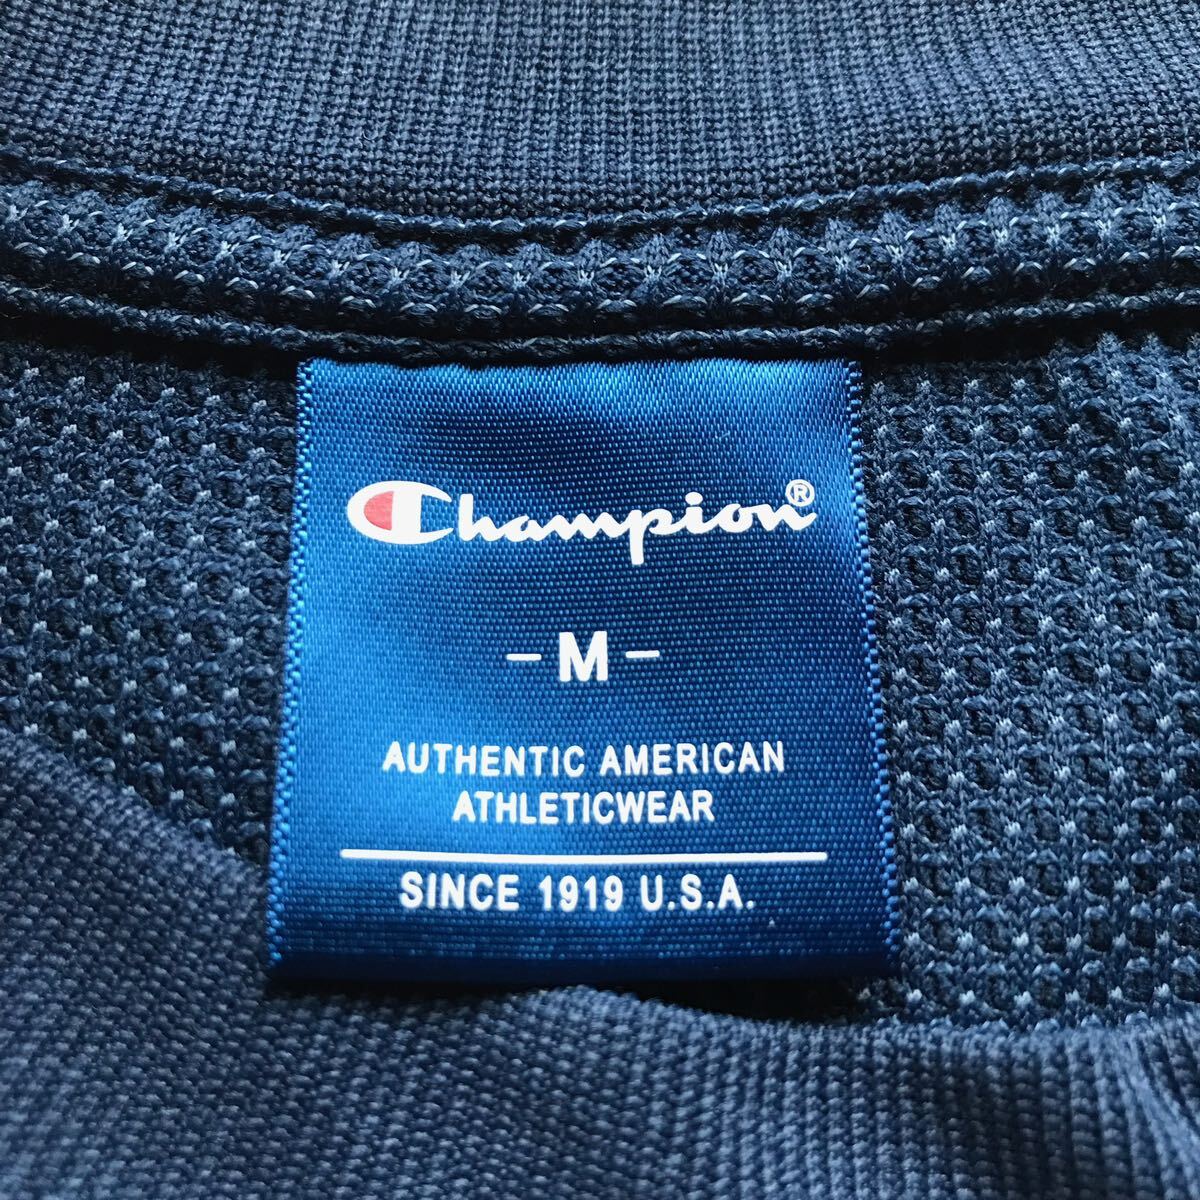 Champion®
- M -
AUTHENTIC AMERICAN
ATHLETICWEAR
SINCE 1919 U.S.A.